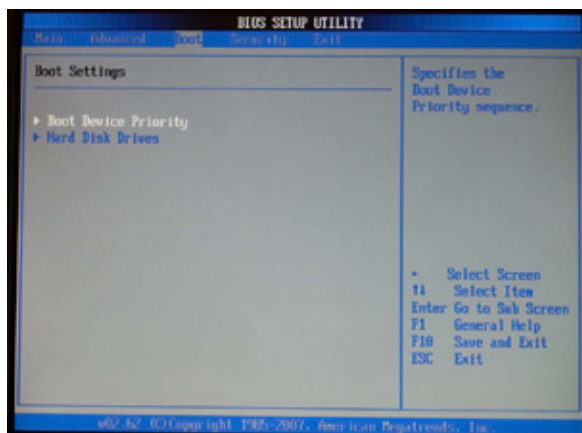 BIOS SETUP UTILITY
Main Advanced Boot Security Exit
Boot Settings
▶ Boot Device Priority
▶ Hard Disk Drives
Specifies the
Boot Device
Priority sequence.
Select Screen
↑↓ Select Item
Enter Go to Sub Screen
F1 General Help
F10 Save and Exit
ESC Exit
v02.62 (C)Copyright 1985-2007, American Megatrends, Inc.